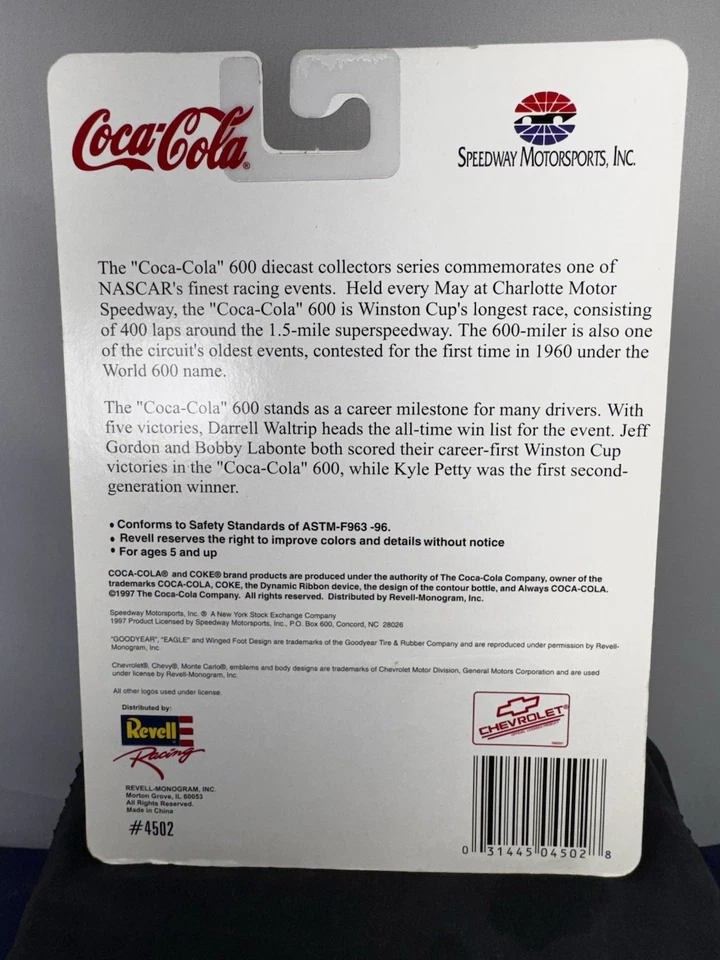 Coca-Cola®
SPEEDWAY MOTORSPORTS, INC.
The "Coca-Cola" 600 diecast collectors series commemorates one of
NASCAR's finest racing events. Held every May at Charlotte Motor
Speedway, the "Coca-Cola" 600 is Winston Cup's longest race, consisting
of 400 laps around the 1.5-mile superspeedway. The 600-miler is also one
of the circuit's oldest events, contested for the first time in 1960 under the
World 600 name.
The "Coca-Cola" 600 stands as a career milestone for many drivers. With
five victories, Darrell Waltrip heads the all-time win list for the event. Jeff
Gordon and Bobby Labonte both scored their career-first Winston Cup
victories in the "Coca-Cola" 600, while Kyle Petty was the first second-
generation winner.
• Conforms to Safety Standards of ASTM-F963 -96.
• Revell reserves the right to improve colors and details without notice
• For ages 5 and up
COCA-COLA® and COKE® brand products are produced under the authority of The Coca-Cola Company, owner of the
trademarks COCA-COLA, COKE, the Dynamic Ribbon device, the design of the contour bottle, and Always COCA-COLA.
©1997 The Coca-Cola Company. All rights reserved. Distributed by Revell-Monogram, Inc.
Speedway Motorsports, Inc. ® A New York Stock Exchange Company
1997 Product Licensed by Speedway Motorsports, Inc., P.O. Box 600, Concord, NC 28026
"GOODYEAR", "EAGLE" and Winged Foot Design are trademarks of the Goodyear Tire & Rubber Company and are reproduced under permission by Revell-
Monogram, Inc.
Chevrolet®, Chevy®, Monte Carlo®, emblems and body designs are trademarks of Chevrolet Motor Division, General Motors Corporation and are used
under license by Revell-Monogram, Inc.
All other logos used under license.
Distributed by:
Revell
Racing
CHEVROLET®
REVELL-MONOGRAM, INC.
Morton Grove, IL 60053
All Rights Reserved.
Made in China
#4502
0 31445 04502 8